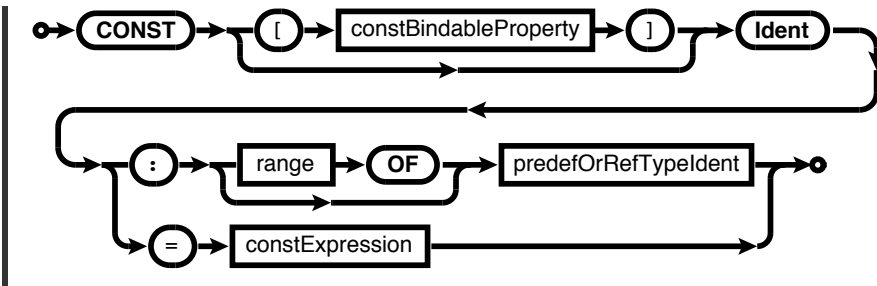 CONST [ constBindableProperty ] Ident
: range OF predefOrRefTypeIdent
= constExpression